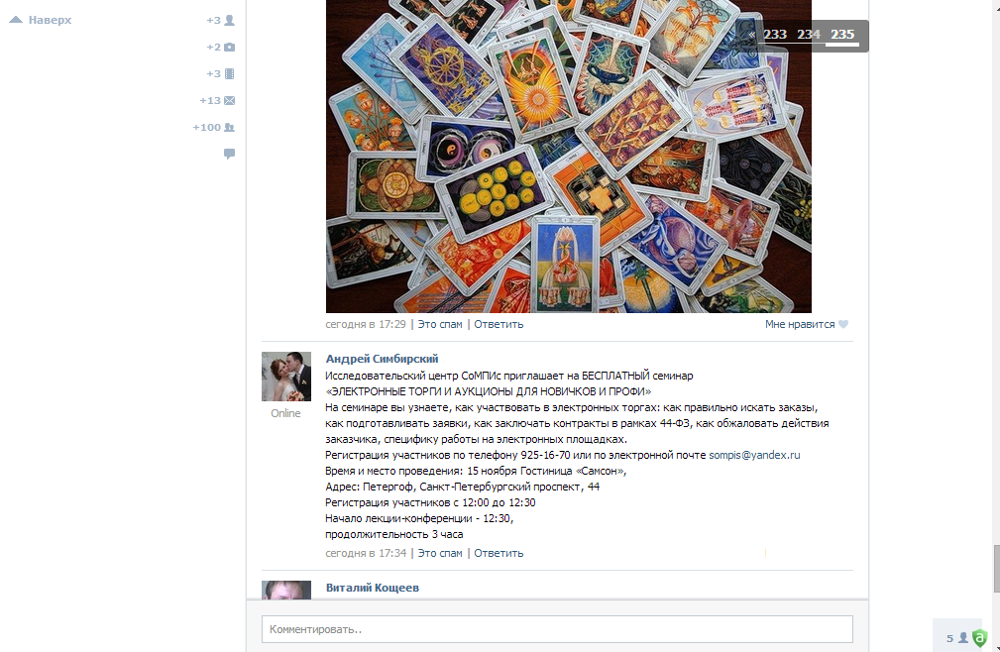 Наверх
+3
+2
+3
+13
+100
« 233 234 235
сегодня в 17:29 | Это спам | Ответить
Мне нравится
Андрей Симбирский
Online
Исследовательский центр СоМПИс приглашает на БЕСПЛАТНЫЙ семинар
«ЭЛЕКТРОННЫЕ ТОРГИ И АУКЦИОНЫ ДЛЯ НОВИЧКОВ И ПРОФИ»
На семинаре вы узнаете, как участвовать в электронных торгах: как правильно искать заказы,
как подготавливать заявки, как заключать контракты в рамках 44-ФЗ, как обжаловать действия
заказчика, специфику работы на электронных площадках.
Регистрация участников по телефону 925-16-70 или по электронной почте sompis@yandex.ru
Время и место проведения: 15 ноября Гостиница «Самсон»,
Адрес: Петергоф, Санкт-Петербургский проспект, 44
Регистрация участников с 12:00 до 12:30
Начало лекции-конференции - 12:30,
продолжительность 3 часа
сегодня в 17:34 | Это спам | Ответить
Виталий Кощеев
Комментировать..
5
a